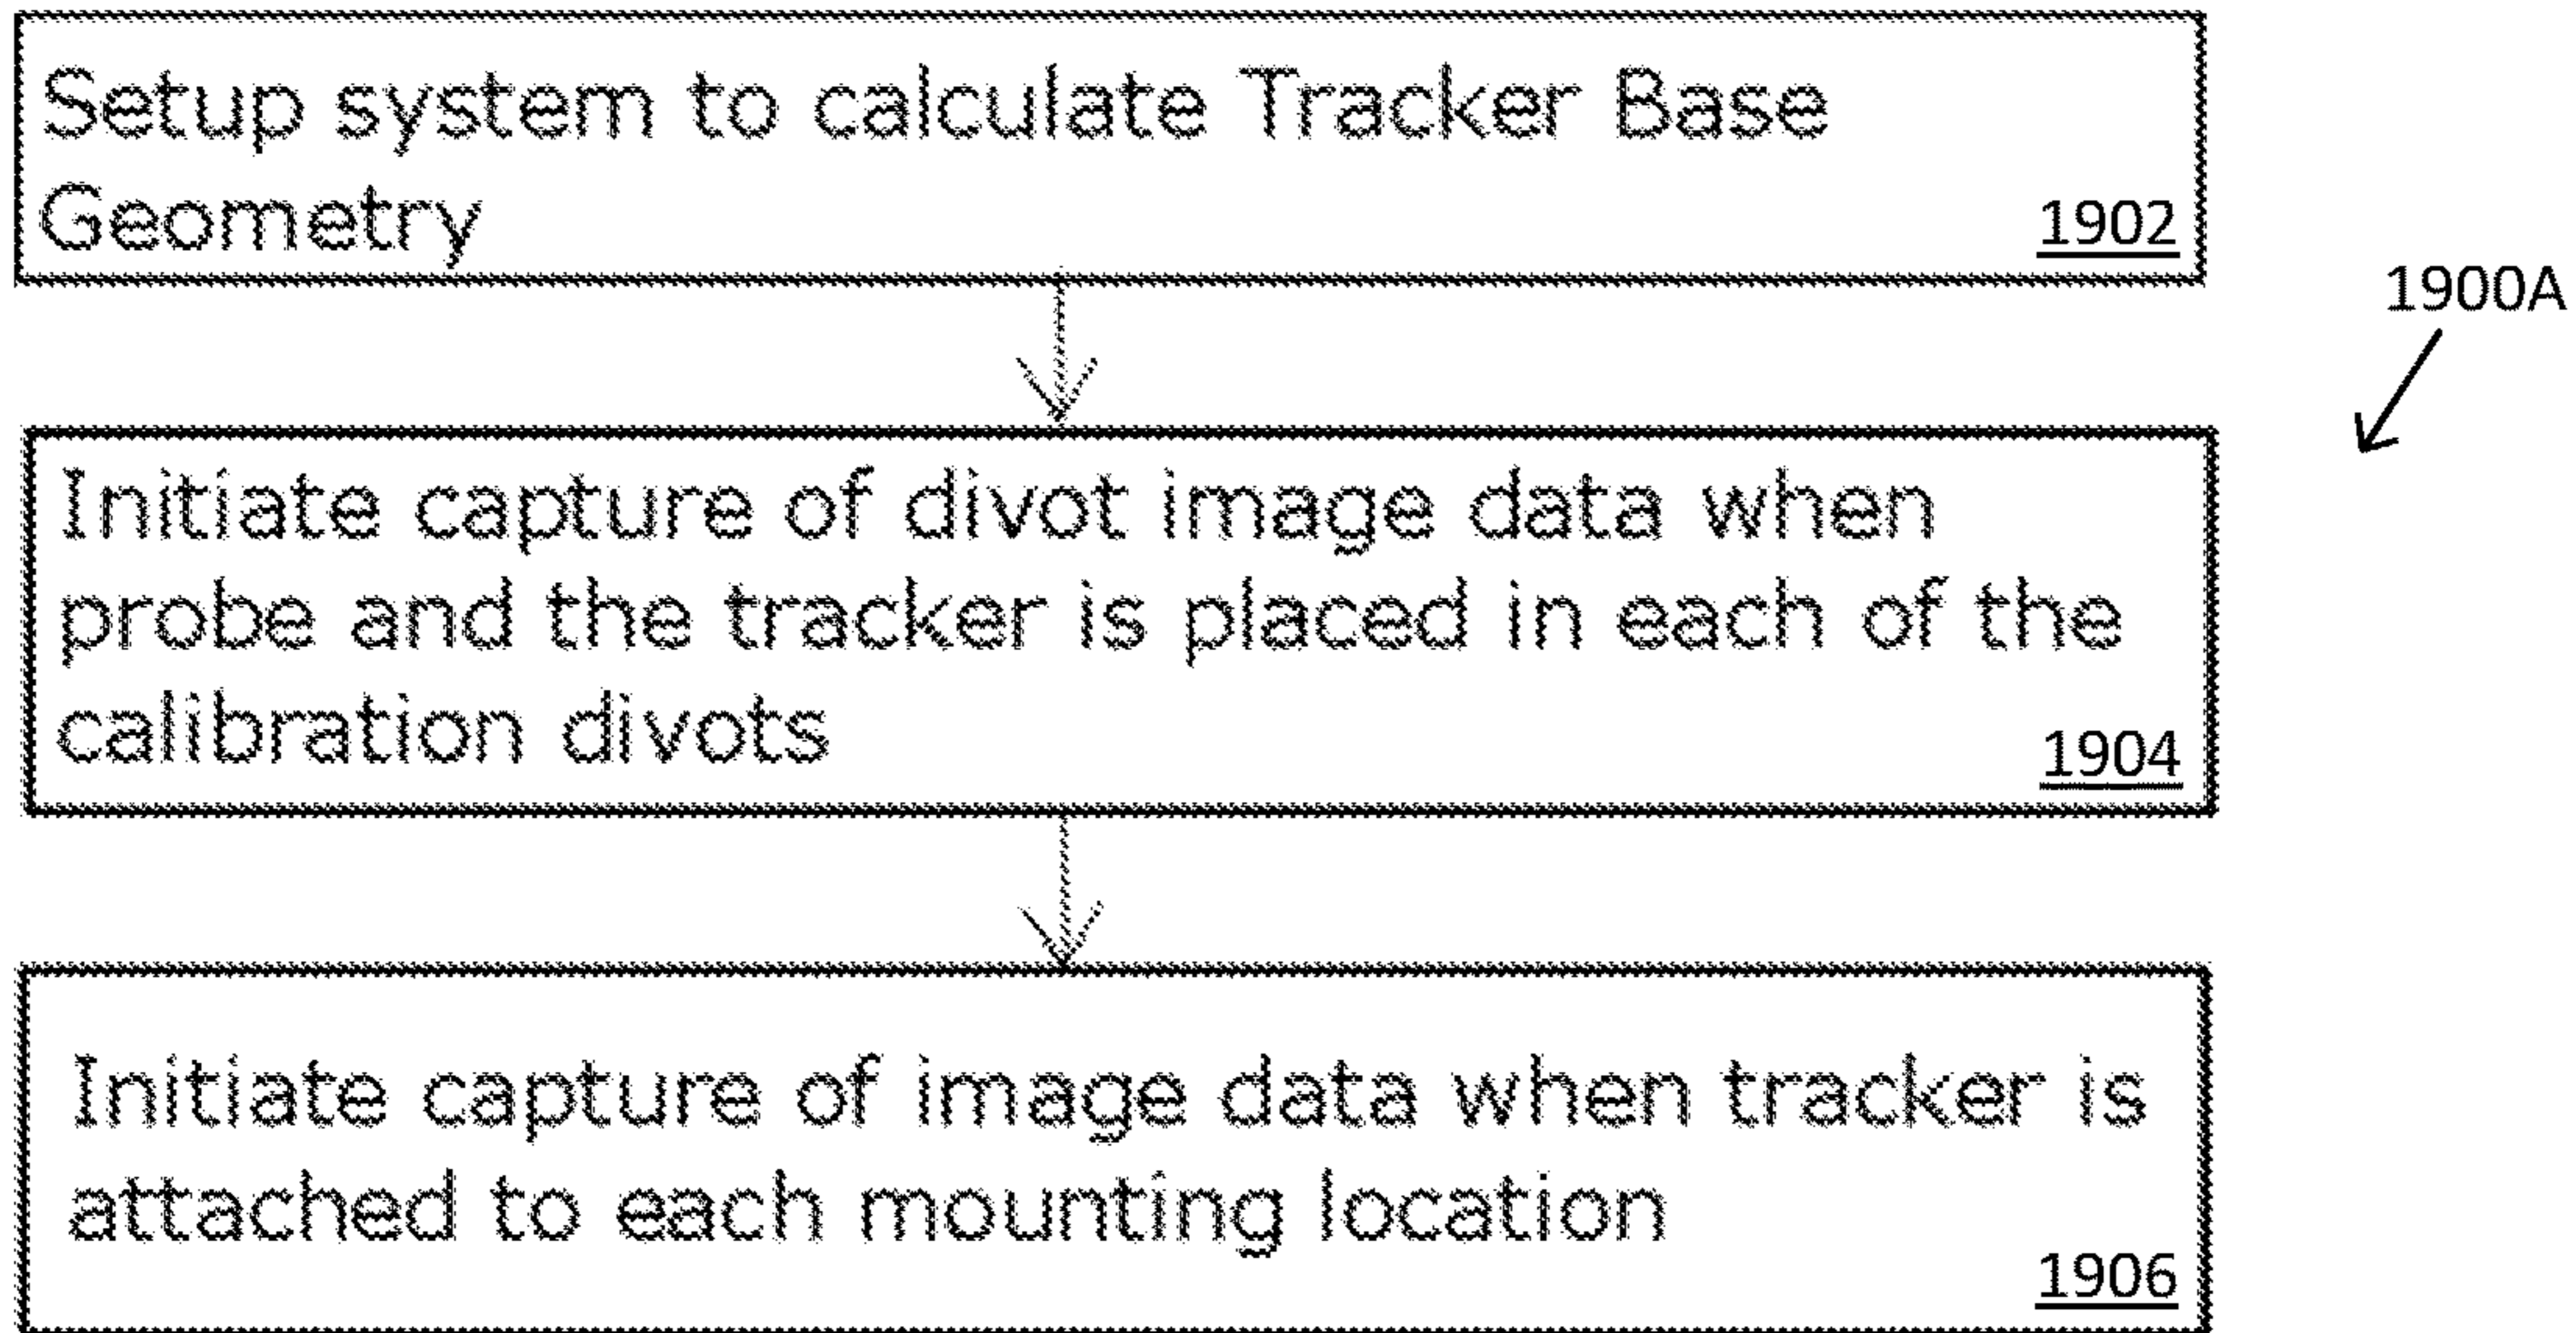 Setup system to calculate Tracker Base
Geometry
1902
1900A
Initiate capture of divot image data when
probe and the tracker is placed in each of the
calibration divots
1904
Initiate capture of image data when tracker is
attached to each mounting location
1906